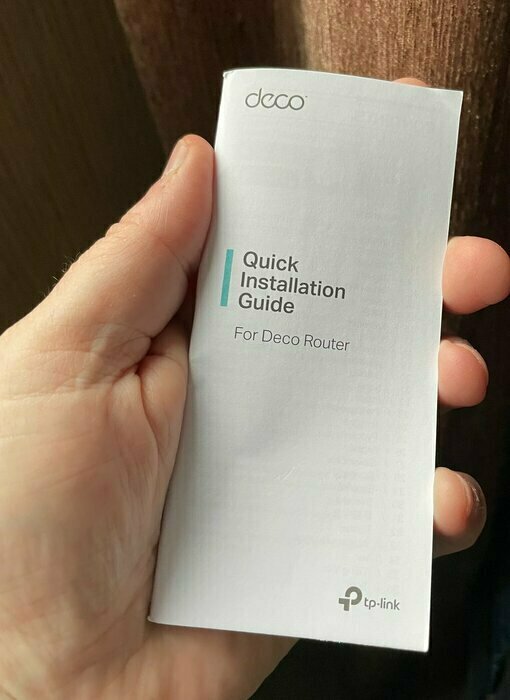 deco
Quick
Installation
Guide
For Deco Router
tp-link